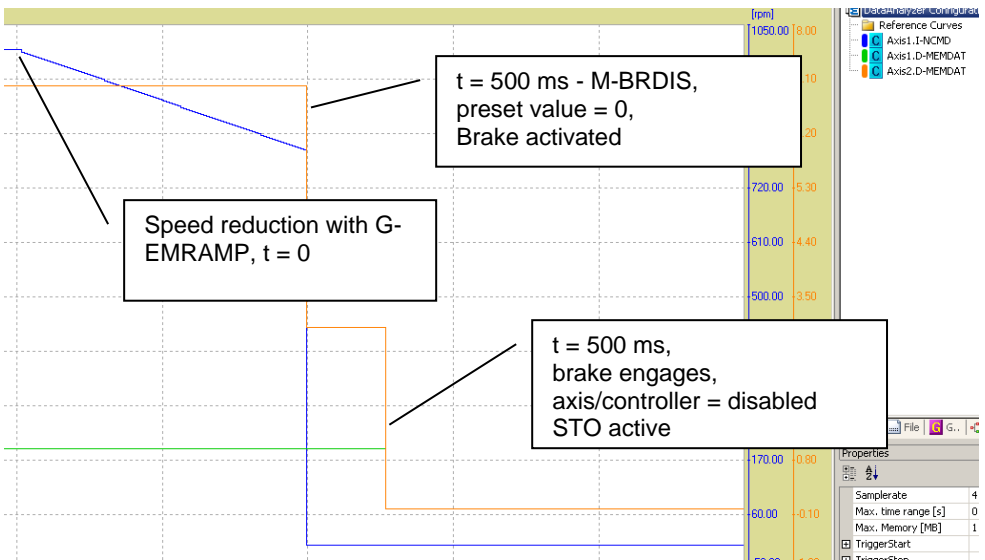 [rpm]
1050.00 8.00
DataAnalyzer
Reference Curves
C Axis1.I-NCMD
C Axis1.D-MEMDAT
C Axis2.D-MEMDAT
t = 500 ms - M-BRDIS,
preset value = 0,
Brake activated
.10
.20
720.00 5.30
Speed reduction with G-
EMRAMP, t = 0
610.00 4.40
500.00 3.50
t = 500 ms,
brake engages,
axis/controller = disabled
STO active
File G G..
Properties
170.00 0.80
Samplerate 4
60.00 -0.10
Max. time range [s] 0
Max. Memory [MB] 1
TriggerStart